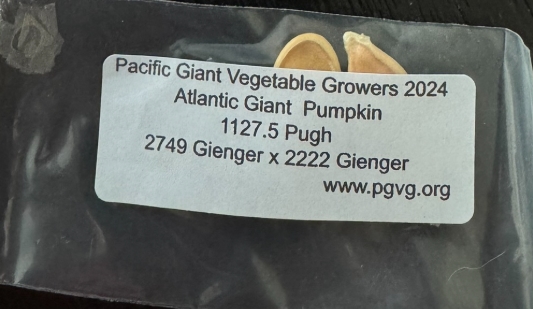 Pacific Giant Vegetable Growers 2024
Atlantic Giant Pumpkin
1127.5 Pugh
2749 Gienger x 2222 Gienger
www.pgvg.org